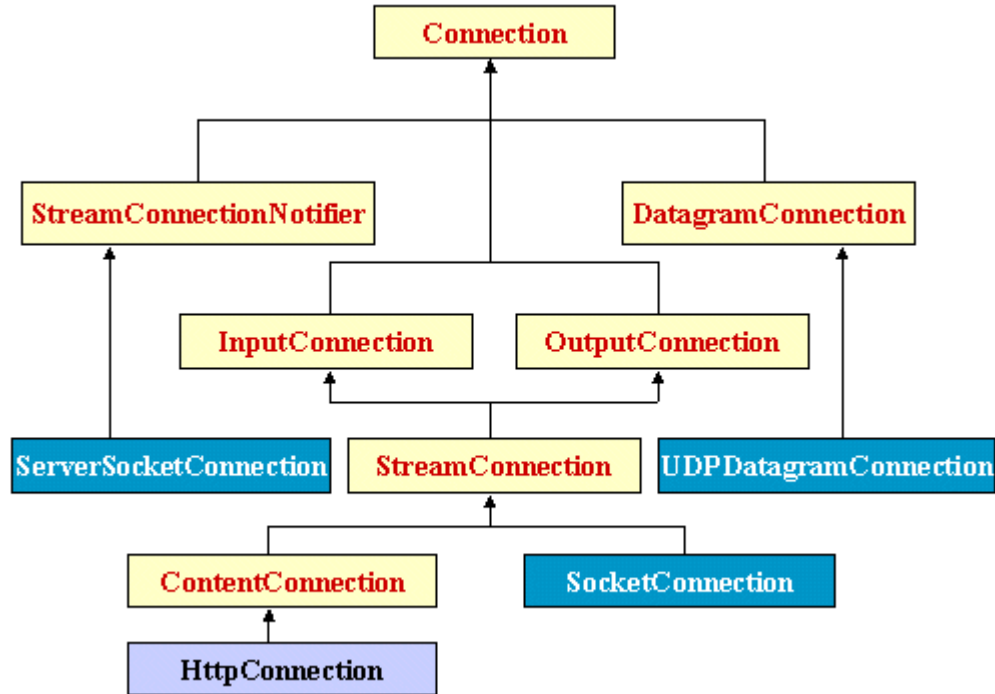 Connection
StreamConnectionNotifier
DatagramConnection
InputConnection
OutputConnection
ServerSocketConnection
StreamConnection
UDPDatagramConnection
ContentConnection
SocketConnection
HttpConnection